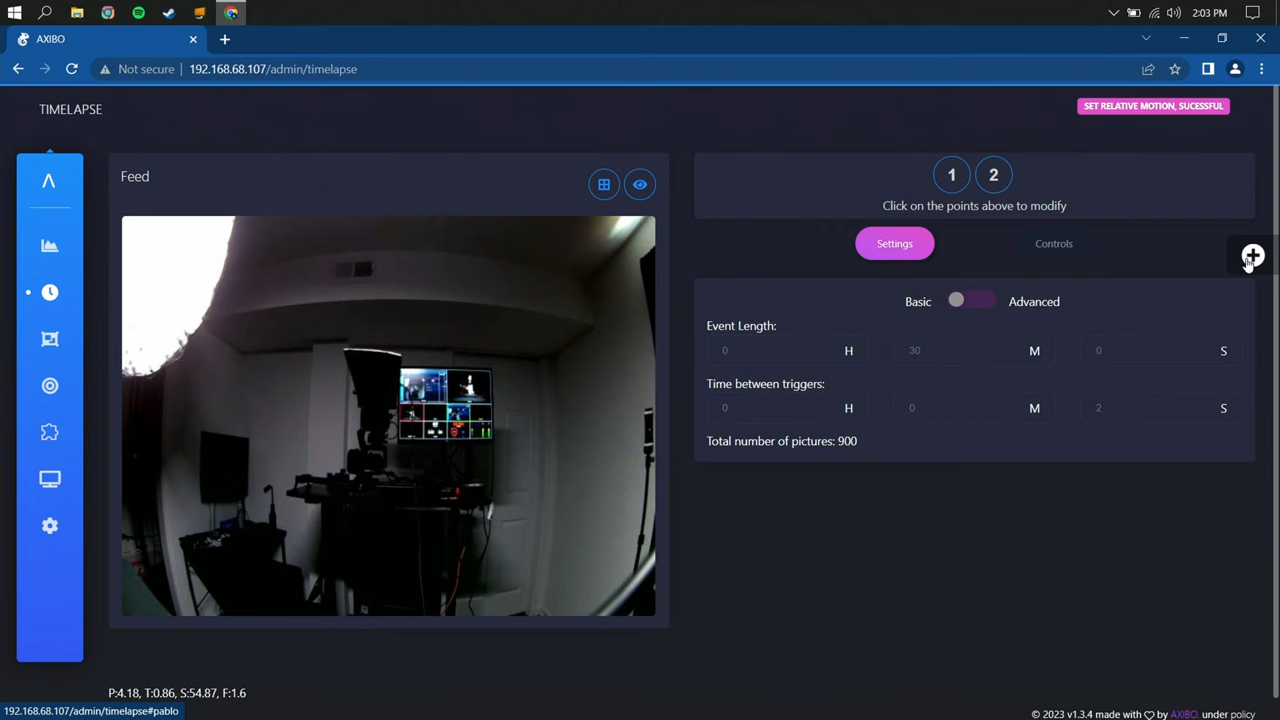 2:03 PM
AXIBO
Not secure 192.168.68.107/admin/timelapse
TIMELAPSE
SET RELATIVE MOTION, SUCESSFUL
Feed
1 2
Click on the points above to modify
Settings Controls
Basic Advanced
Event Length:
0 H 30 M 0 S
Time between triggers:
0 H 0 M 2 S
Total number of pictures: 900
P:4.18, T:0.86, S:54.87, F:1.6
192.168.68.107/admin/timelapse#pablo
© 2023 v1.3.4 made with by AXIBO, under policy